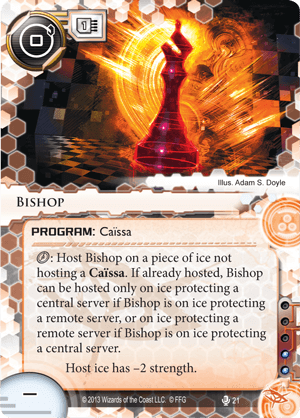 0
1
Illus. Adam S. Doyle
BISHOP
PROGRAM: Caïssa
: Host Bishop on a piece of ice not
hosting a Caïssa. If already hosted, Bishop
can be hosted only on ice protecting a
central server if Bishop is on ice protecting
a remote server, or on ice protecting a
remote server if Bishop is on ice protecting
a central server.
Host ice has –2 strength.
–
© 2013 Wizards of the Coast LLC. © FFG
21